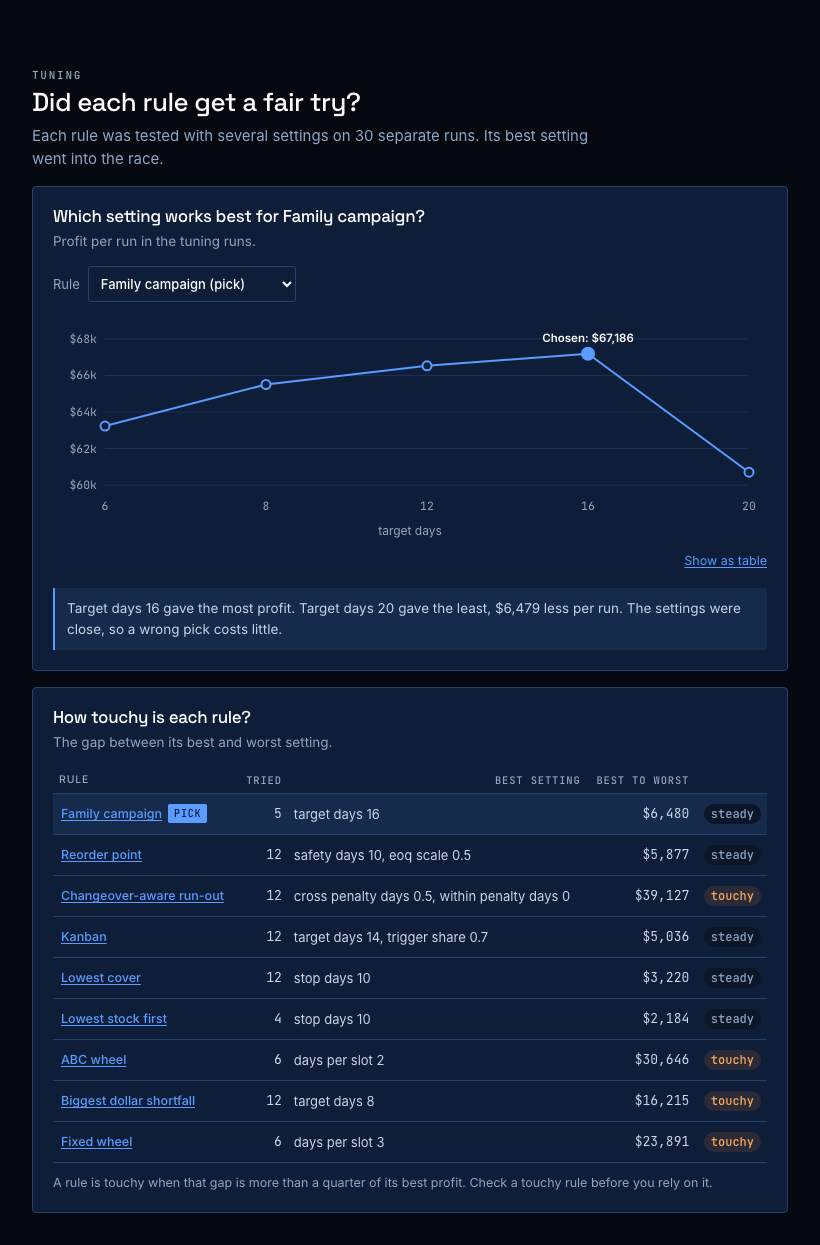 TUNING
Did each rule get a fair try?
Each rule was tested with several settings on 30 separate runs. Its best setting
went into the race.
Which setting works best for Family campaign?
Profit per run in the tuning runs.
Rule Family campaign (pick)
Chosen: $67,186
$68k
$66k
$64k
$62k
$60k
6 8 12 16 20
target days
Show as table
Target days 16 gave the most profit. Target days 20 gave the least, $6,479 less per run. The settings were
close, so a wrong pick costs little.
How touchy is each rule?
The gap between its best and worst setting.
RULE TRIED BEST SETTING BEST TO WORST
Family campaign PICK 5 target days 16 $6,480 steady
Reorder point 12 safety days 10, eoq scale 0.5 $5,877 steady
Changeover-aware run-out 12 cross penalty days 0.5, within penalty days 0 $39,127 touchy
Kanban 12 target days 14, trigger share 0.7 $5,036 steady
Lowest cover 12 stop days 10 $3,220 steady
Lowest stock first 4 stop days 10 $2,184 steady
ABC wheel 6 days per slot 2 $30,646 touchy
Biggest dollar shortfall 12 target days 8 $16,215 touchy
Fixed wheel 6 days per slot 3 $23,891 touchy
A rule is touchy when that gap is more than a quarter of its best profit. Check a touchy rule before you rely on it.